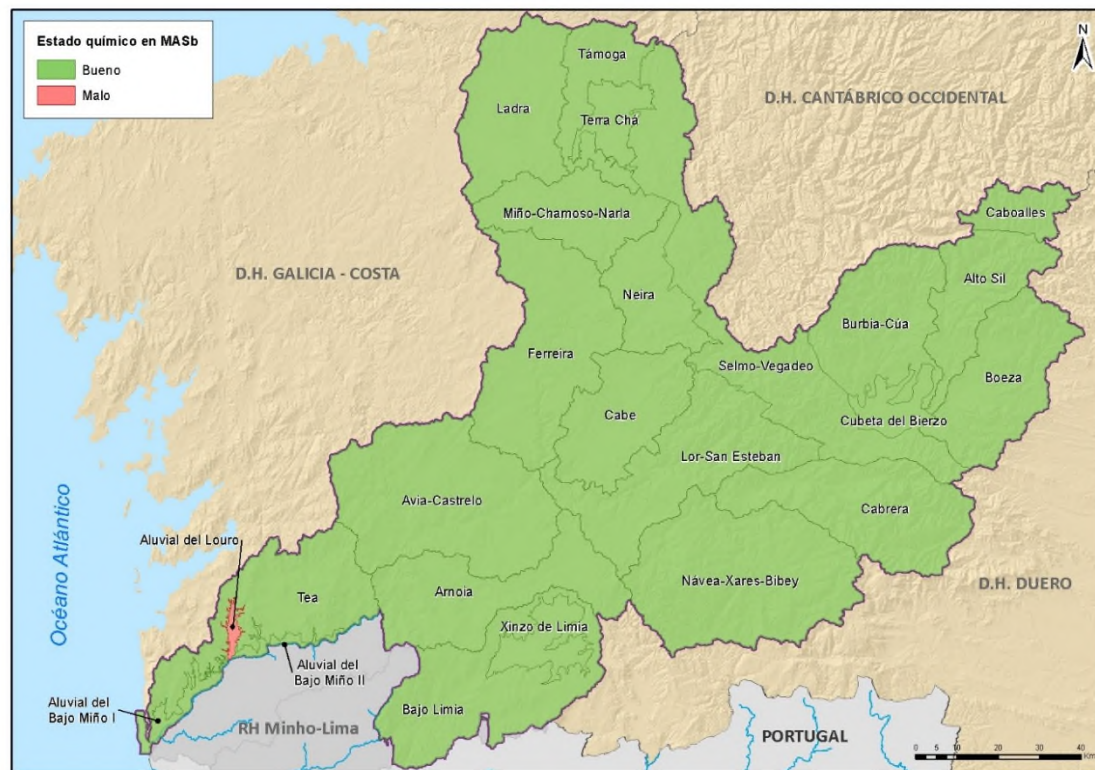 Estado químico en MASb
Bueno
Malo
N
Támoga
D.H. CANTÁBRICO OCCIDENTAL
Ladra
Terra Chá
Miño-Chamoso-Narla
Caboalles
D.H. GALICIA - COSTA
Alto Sil
Neira
Burbia-Cúa
Ferreira
Selmo-Vegadeo
Boeza
Cabe
Cubeta del Bierzo
Lor-San Esteban
Avia-Castrelo
Cabrera
Océano Atlántico
Aluvial del Louro
Návea-Xares-Bibey
D.H. DUERO
Tea
Arnoia
Xinzo de Limia
Aluvial del
Bajo Miño II
Aluvial del
Bajo Miño I
Bajo Limia
RH Minho-Lima
PORTUGAL
0 5 10 20 30 40
Km